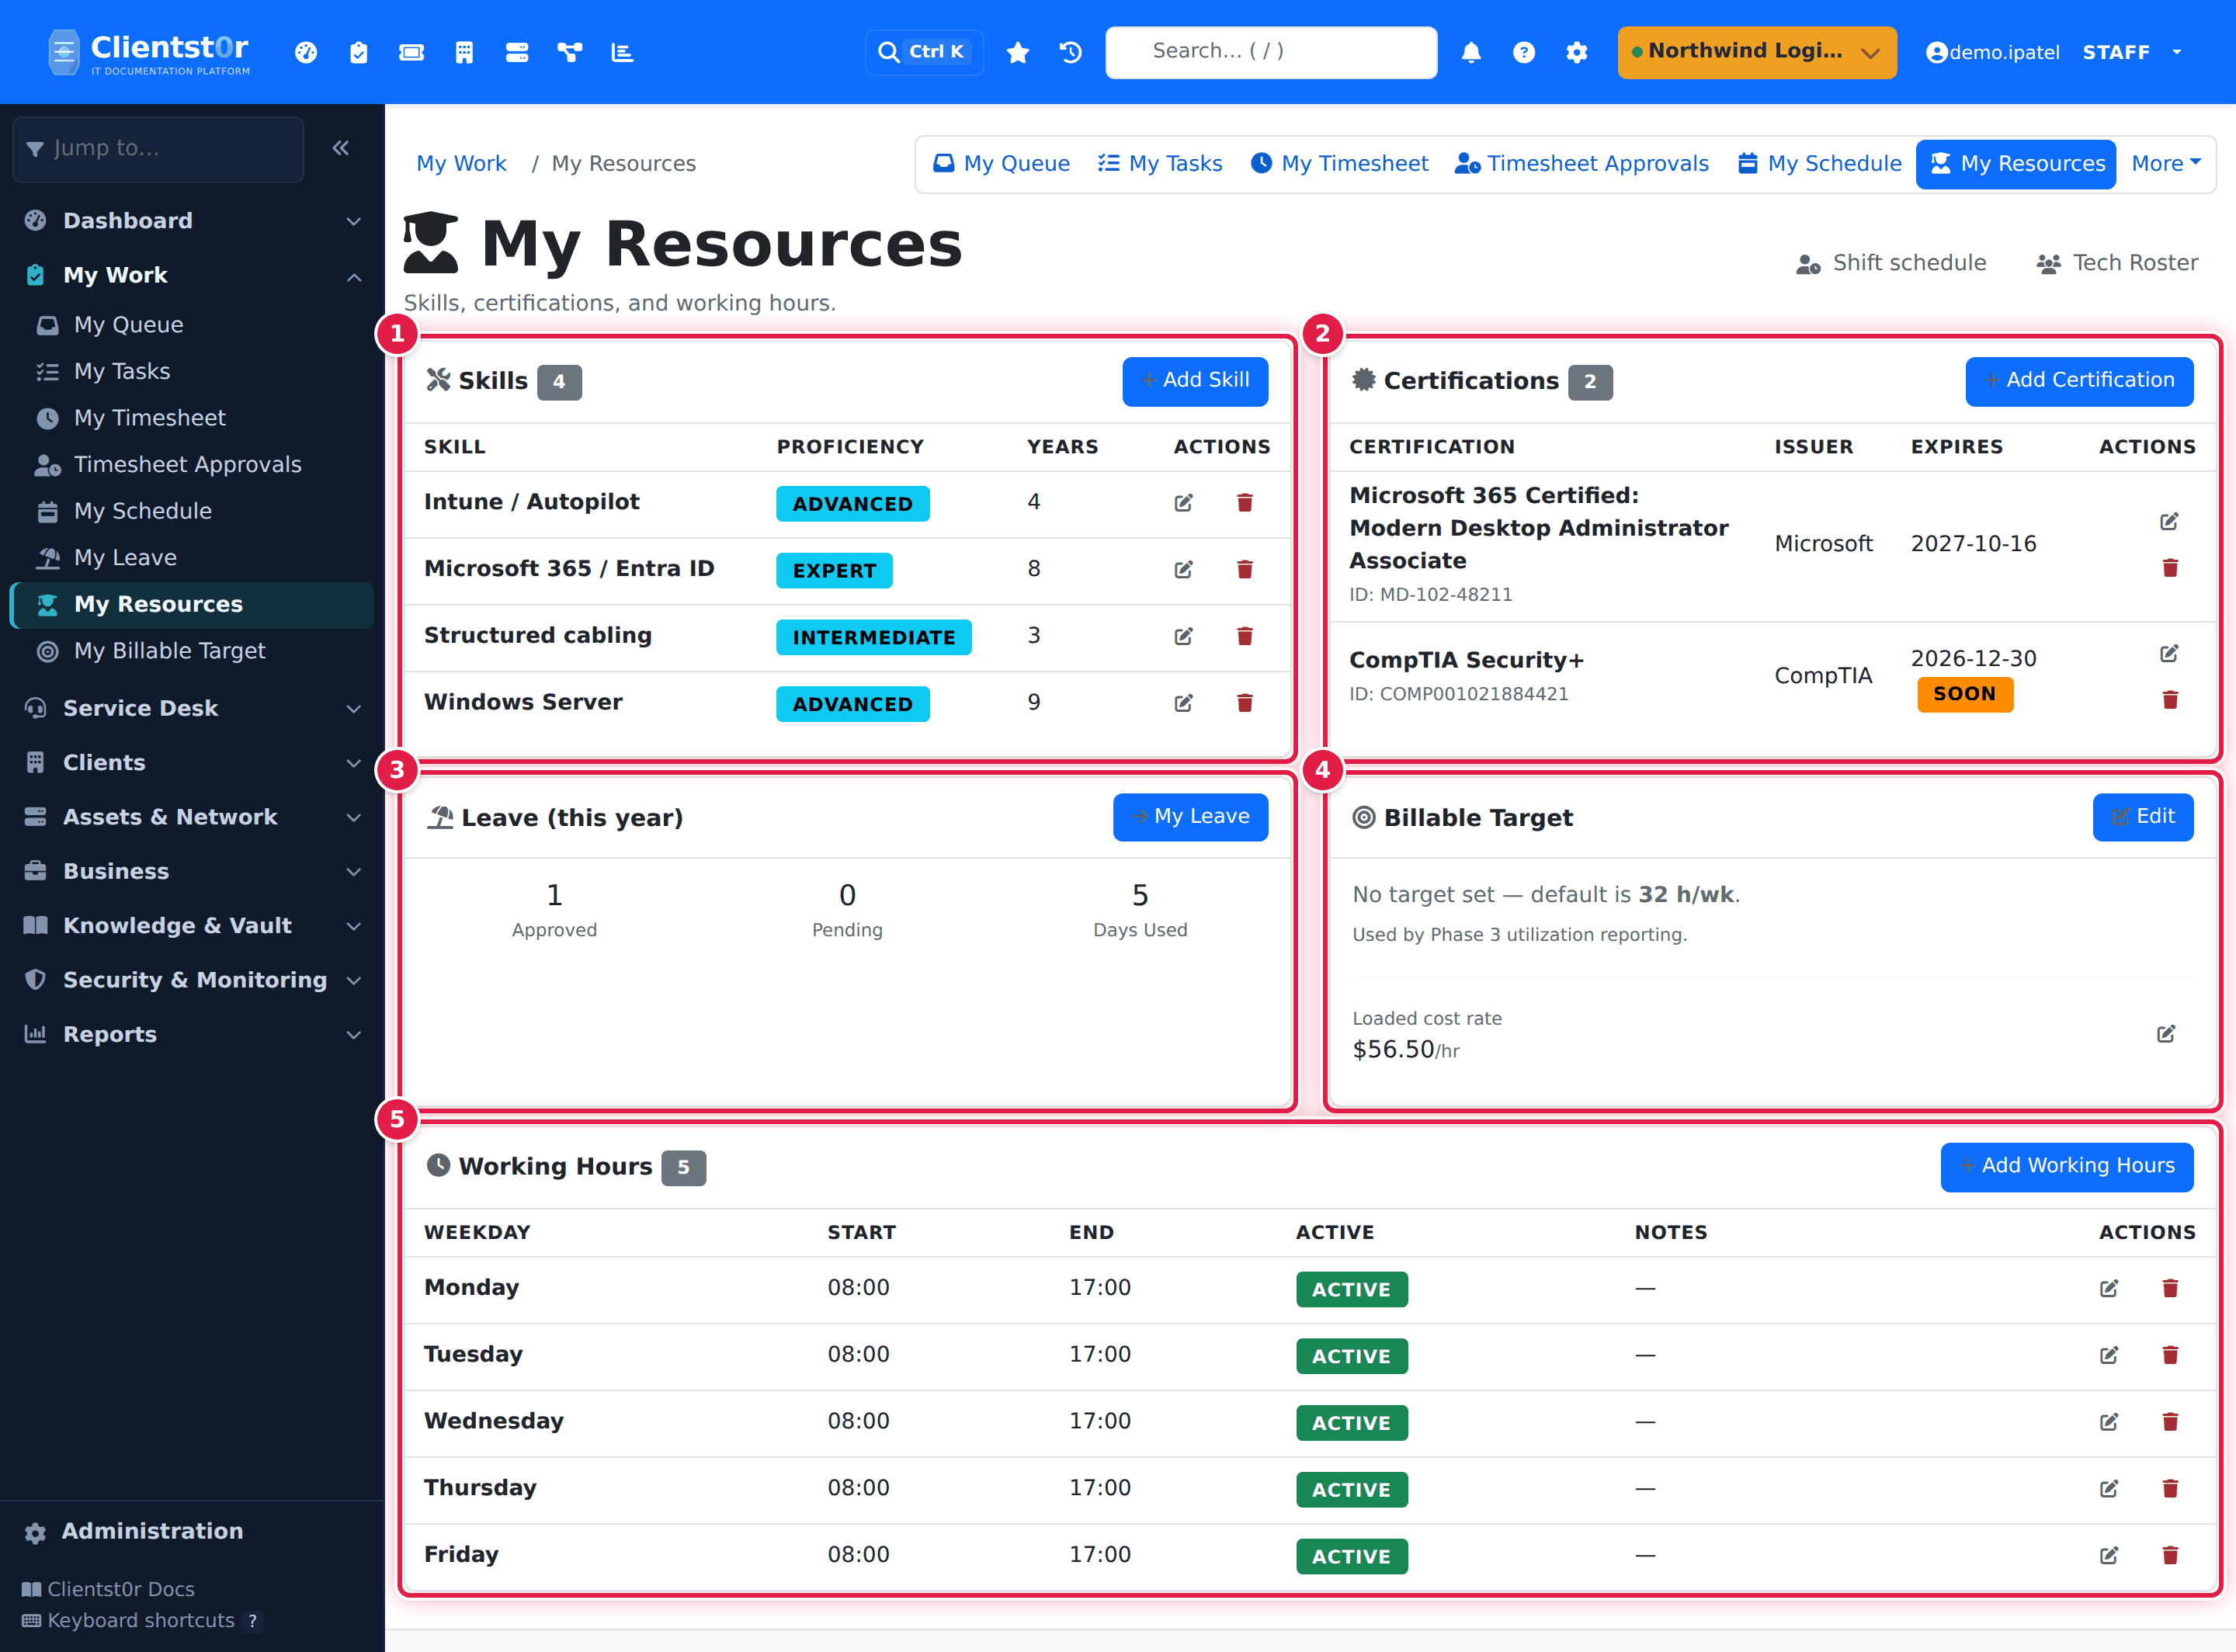 Clientst0r
IT DOCUMENTATION PLATFORM
Ctrl K
Search... ( / )
Northwind Logi...
demo.ipatel STAFF
Jump to...
Dashboard
My Work
My Queue
My Tasks
My Timesheet
Timesheet Approvals
My Schedule
My Leave
My Resources
My Billable Target
Service Desk
Clients
Assets & Network
Business
Knowledge & Vault
Security & Monitoring
Reports
Administration
Clientst0r Docs
Keyboard shortcuts ?
My Work / My Resources
My Queue My Tasks My Timesheet Timesheet Approvals My Schedule My Resources More
My Resources
Skills, certifications, and working hours.
Shift schedule Tech Roster
1
Skills 4
+ Add Skill
SKILL PROFICIENCY YEARS ACTIONS
Intune / Autopilot ADVANCED 4
Microsoft 365 / Entra ID EXPERT 8
Structured cabling INTERMEDIATE 3
Windows Server ADVANCED 9
2
Certifications 2
+ Add Certification
CERTIFICATION ISSUER EXPIRES ACTIONS
Microsoft 365 Certified:
Modern Desktop Administrator
Associate
ID: MD-102-48211
Microsoft 2027-10-16
CompTIA Security+
ID: COMP001021884421
CompTIA 2026-12-30
SOON
3
Leave (this year)
My Leave
1 0 5
Approved Pending Days Used
4
Billable Target
Edit
No target set — default is 32 h/wk.
Used by Phase 3 utilization reporting.
Loaded cost rate
$56.50/hr
5
Working Hours 5
+ Add Working Hours
WEEKDAY START END ACTIVE NOTES ACTIONS
Monday 08:00 17:00 ACTIVE —
Tuesday 08:00 17:00 ACTIVE —
Wednesday 08:00 17:00 ACTIVE —
Thursday 08:00 17:00 ACTIVE —
Friday 08:00 17:00 ACTIVE —